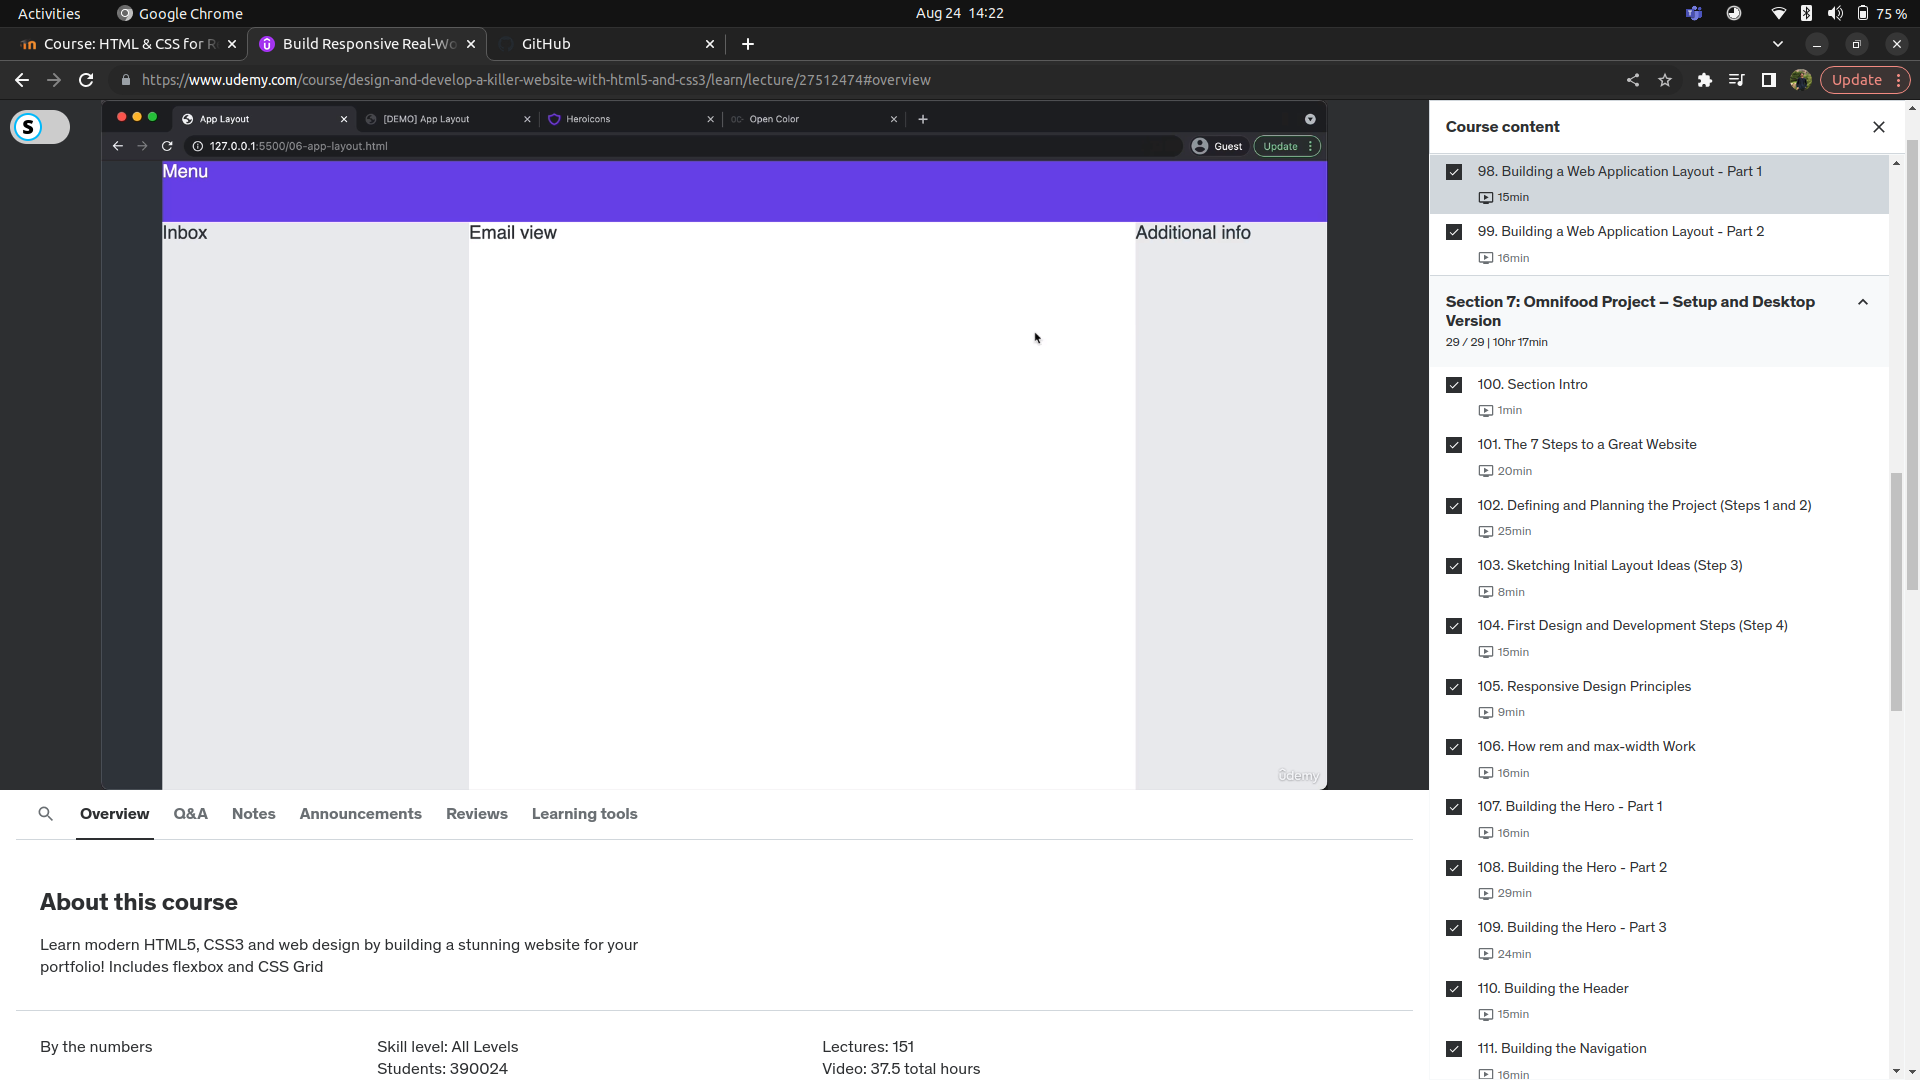 Activities
Google Chrome
Aug 24 14:22
75 %
Course: HTML & CSS for R
Build Responsive Real-Wo
GitHub
https://www.udemy.com/course/design-and-develop-a-killer-website-with-html5-and-css3/learn/lecture/27512474#overview
Update
S
App Layout
[DEMO] App Layout
Heroicons
Open Color
127.0.0.1:5500/06-app-layout.html
Guest
Update
Menu
Inbox
Email view
Additional info
Udemy
Course content
98. Building a Web Application Layout - Part 1
15min
99. Building a Web Application Layout - Part 2
16min
Section 7: Omnifood Project – Setup and Desktop
Version
29 / 29 | 10hr 17min
100. Section Intro
1min
101. The 7 Steps to a Great Website
20min
102. Defining and Planning the Project (Steps 1 and 2)
25min
103. Sketching Initial Layout Ideas (Step 3)
8min
104. First Design and Development Steps (Step 4)
15min
105. Responsive Design Principles
9min
106. How rem and max-width Work
16min
107. Building the Hero - Part 1
16min
108. Building the Hero - Part 2
29min
109. Building the Hero - Part 3
24min
110. Building the Header
15min
111. Building the Navigation
16min
Overview
Q&A
Notes
Announcements
Reviews
Learning tools
About this course
Learn modern HTML5, CSS3 and web design by building a stunning website for your
portfolio! Includes flexbox and CSS Grid
By the numbers
Skill level: All Levels
Students: 390024
Lectures: 151
Video: 37.5 total hours